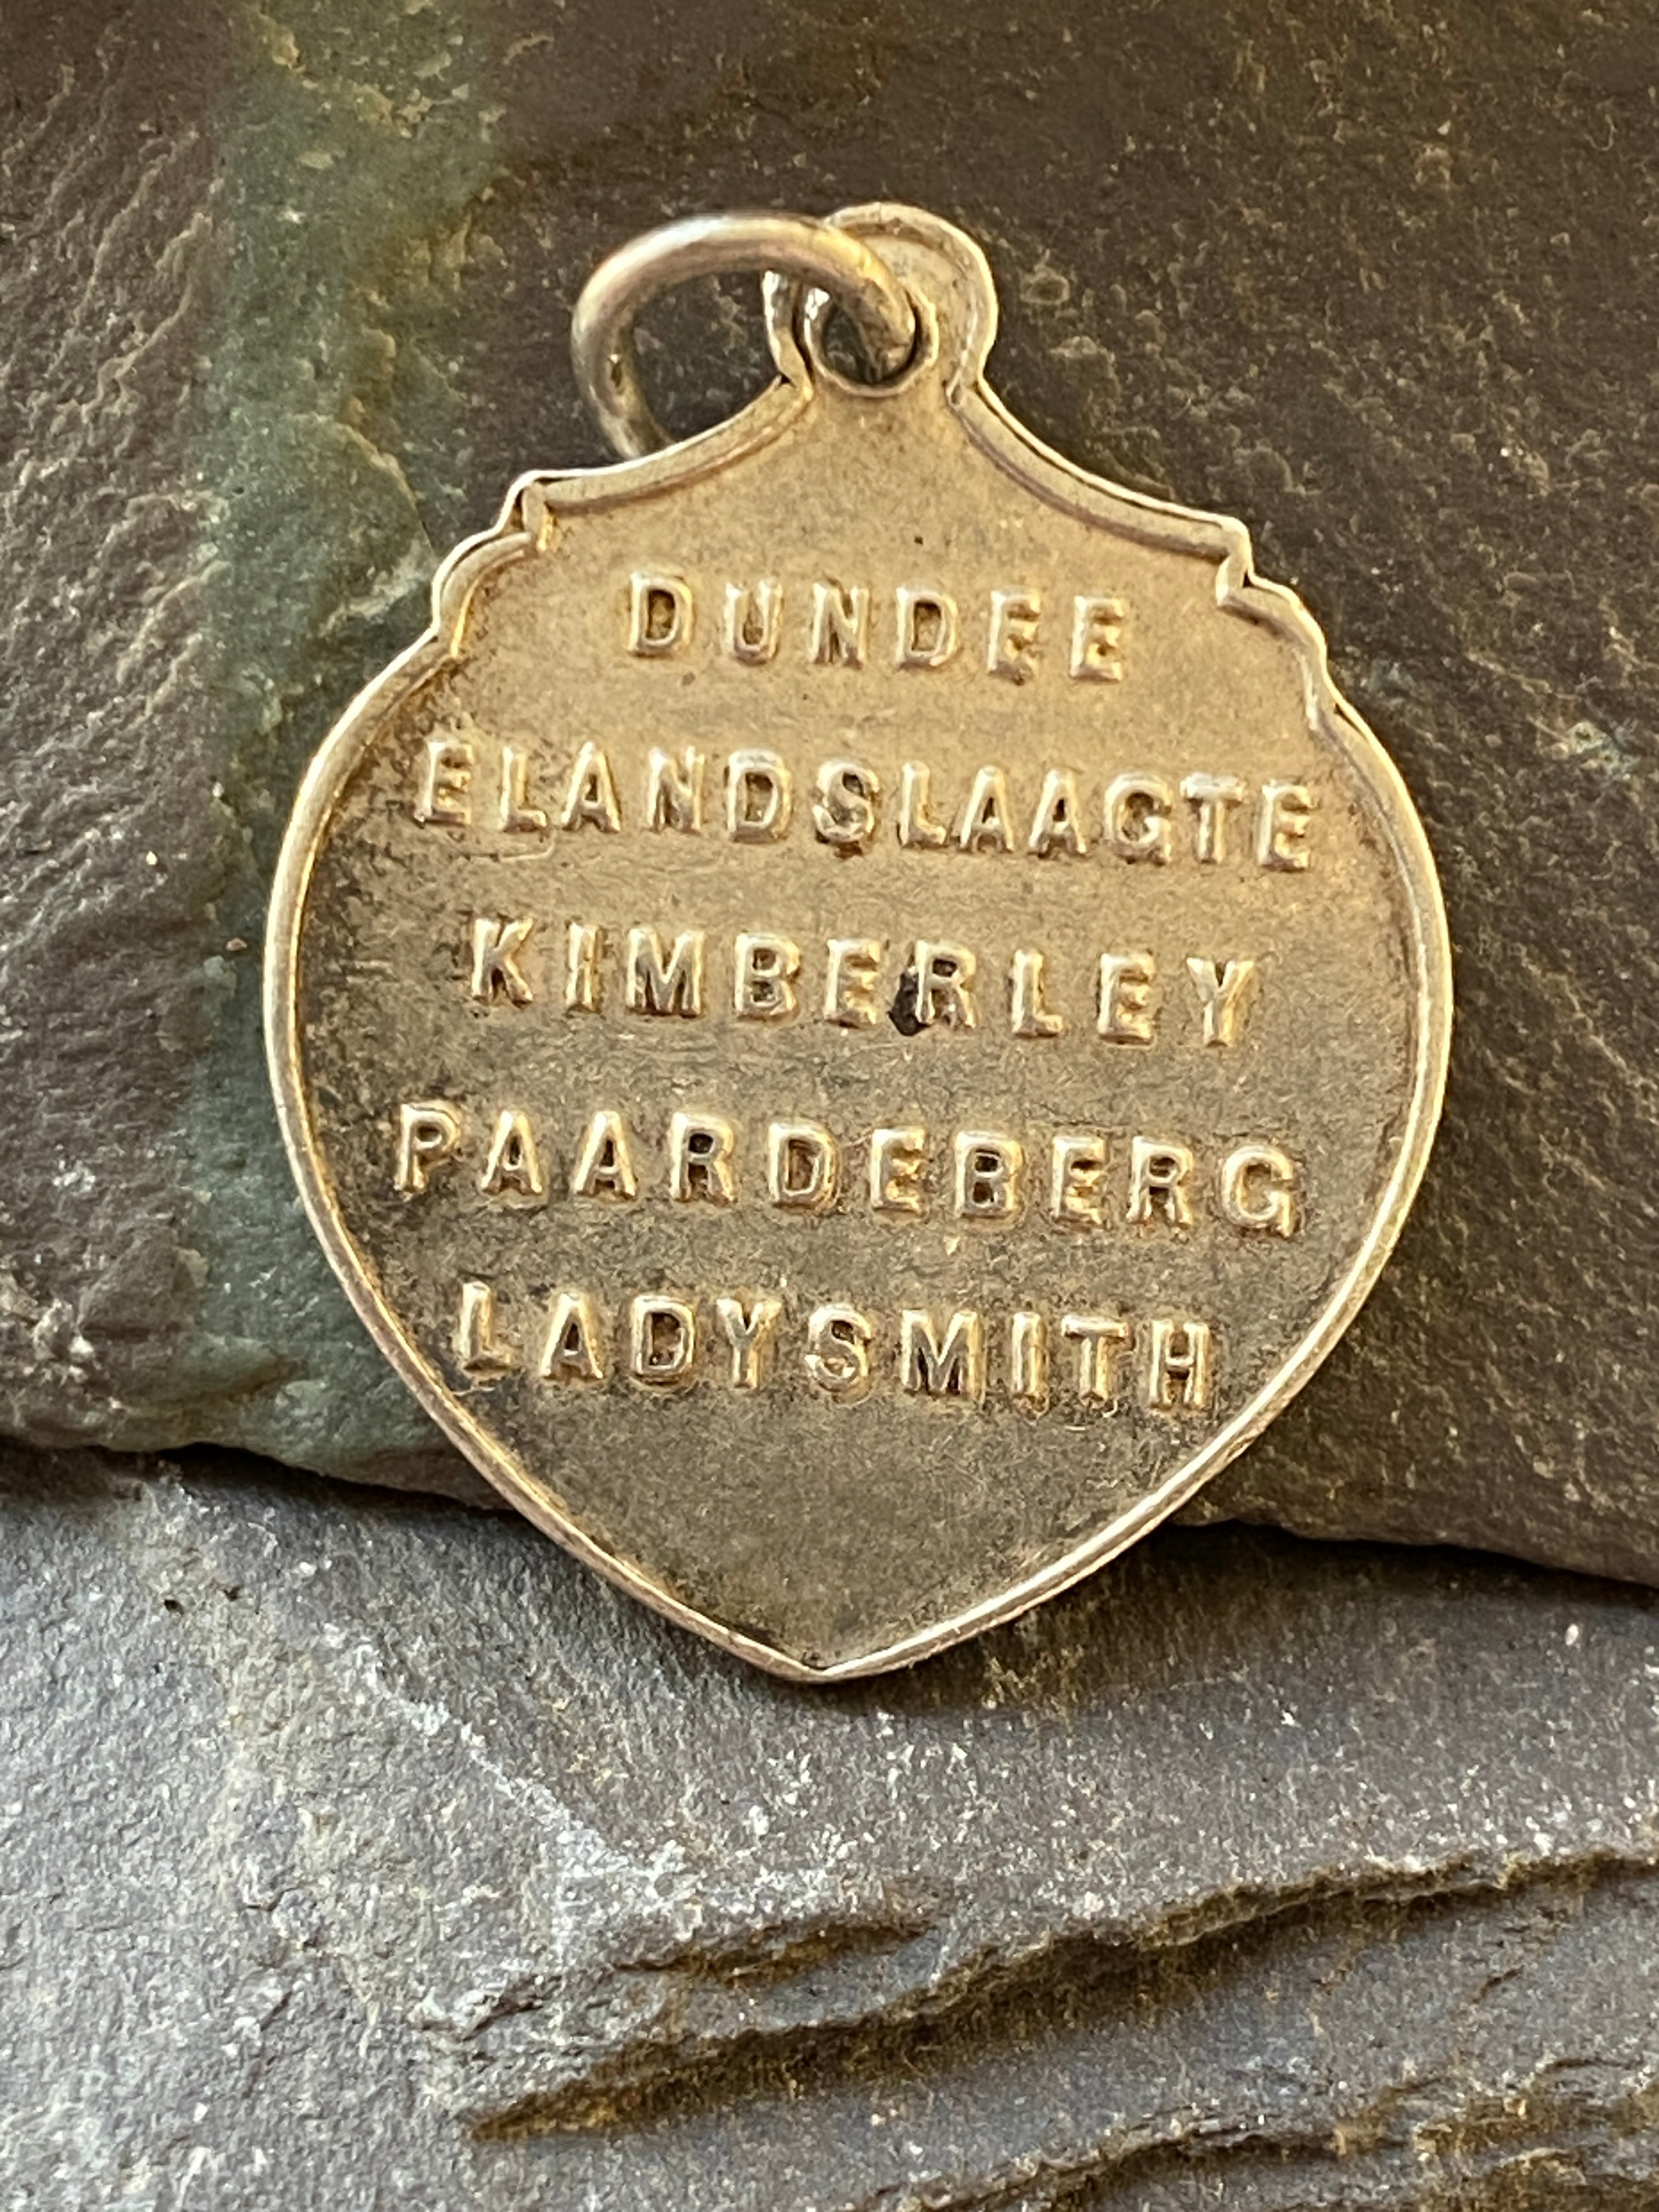 DUNDEE
ELANDSLAAGTE
KIMBERLEY
PAARDEBERG
LADYSMITH